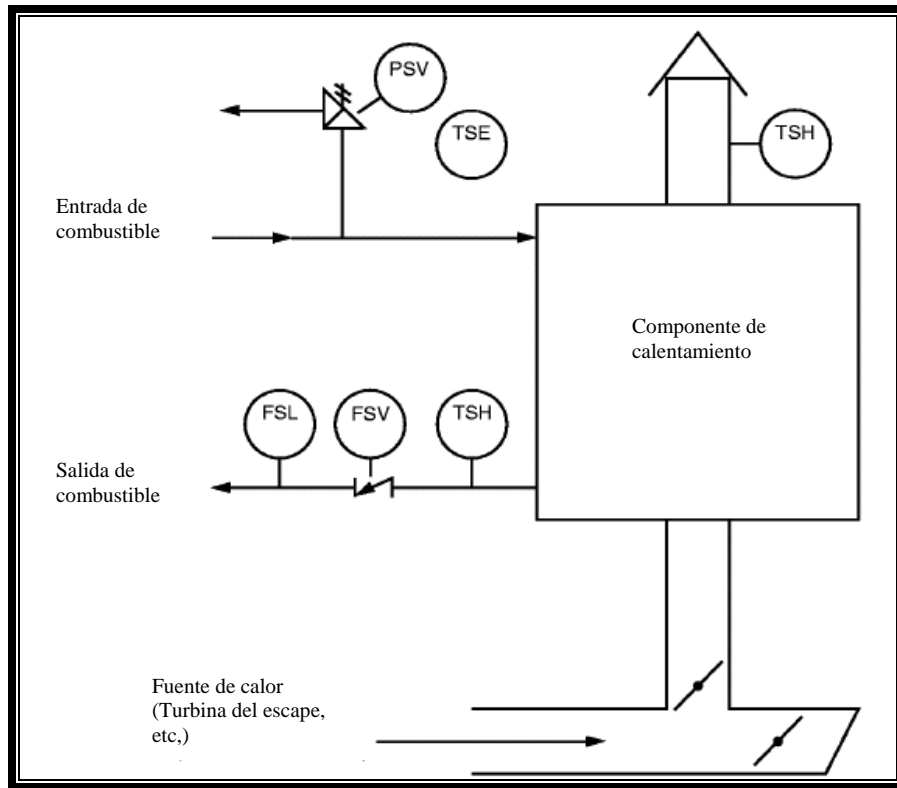 PSV
TSE
TSH
Entrada de
combustible
Componente de
calentamiento
FSL
FSV
TSH
Salida de
combustible
Fuente de calor
(Turbina del escape,
etc,)